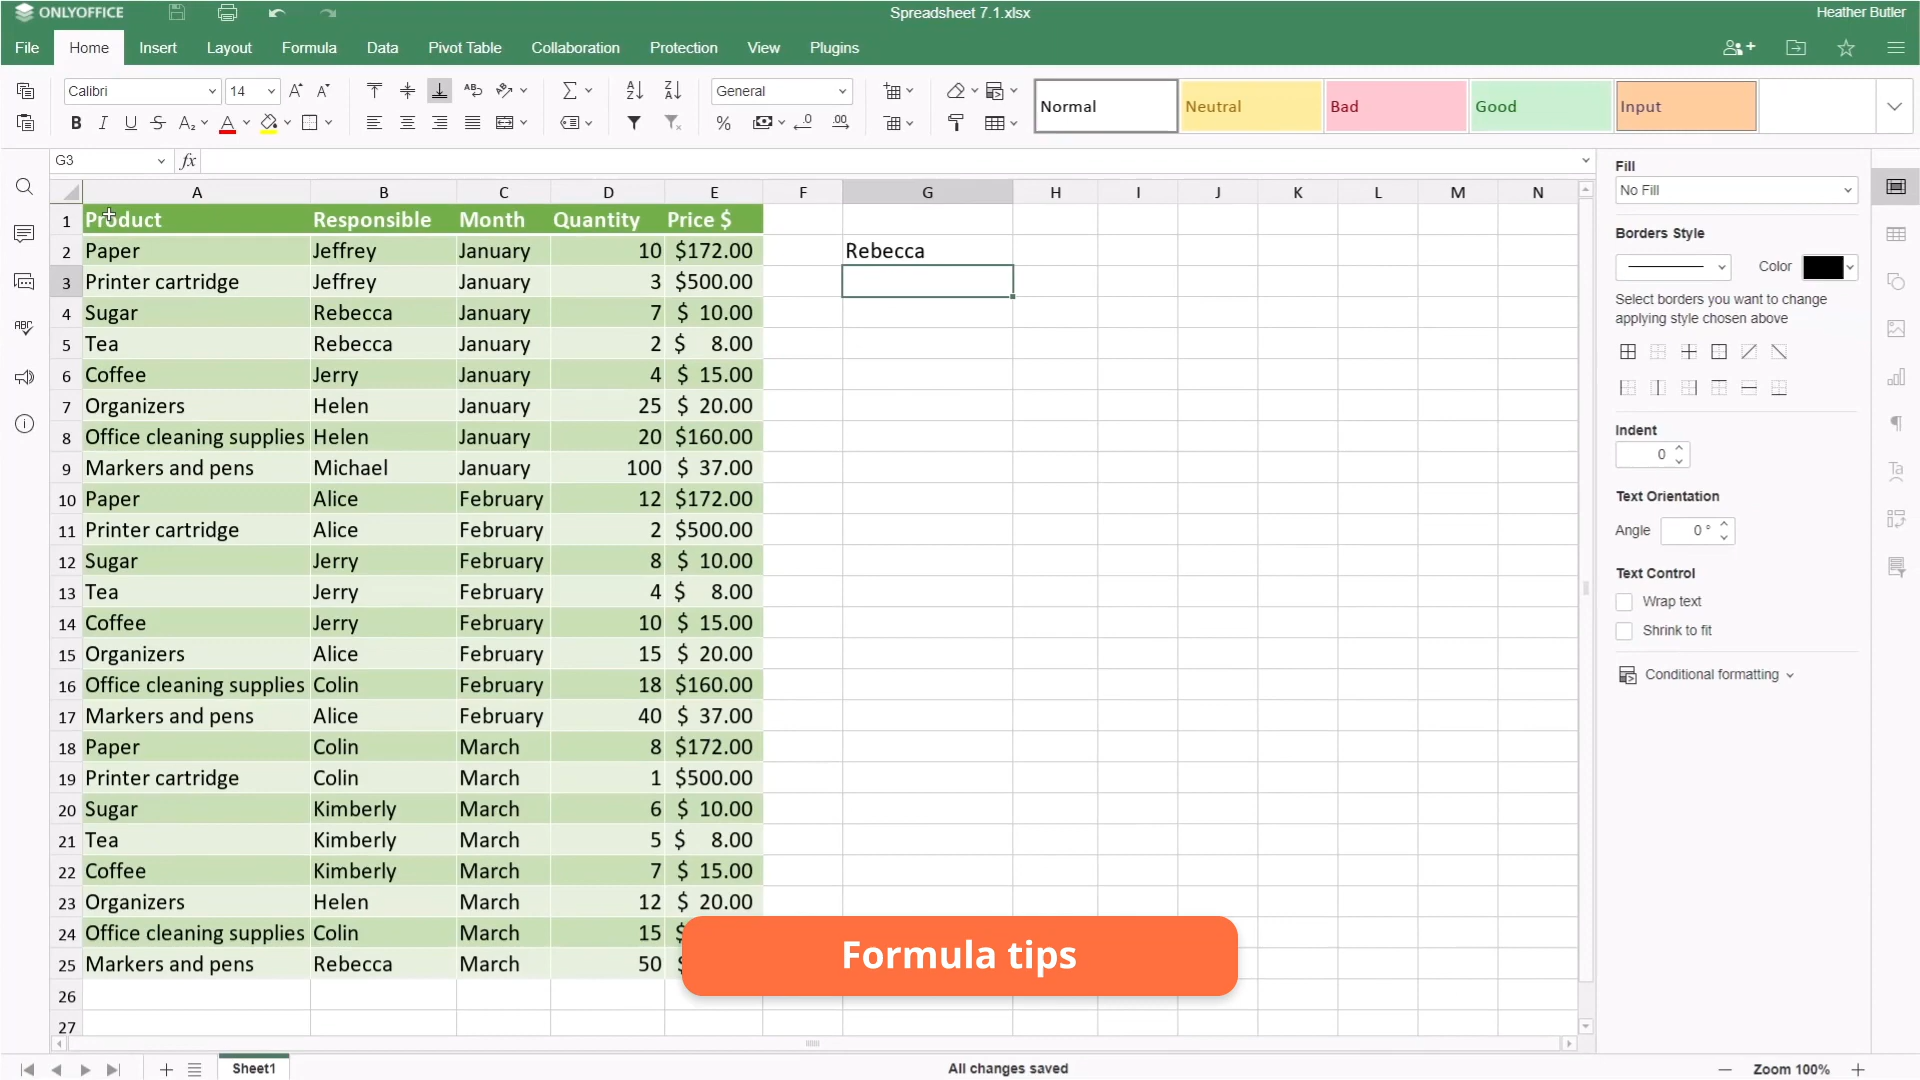 ONLYOFFICE
Spreadsheet 7.1.xlsx
Heather Butler
File Home Insert Layout Formula Data Pivot Table Collaboration Protection View Plugins
Calibri 14 General Normal Neutral Bad Good Input
G3 fx
Fill
No Fill
A B C D E F G H I J K L M N
1 Product Responsible Month Quantity Price $
2 Paper Jeffrey January 10 $172.00 Rebecca
3 Printer cartridge Jeffrey January 3 $500.00
4 Sugar Rebecca January 7 $ 10.00
5 Tea Rebecca January 2 $ 8.00
6 Coffee Jerry January 4 $ 15.00
7 Organizers Helen January 25 $ 20.00
8 Office cleaning supplies Helen January 20 $160.00
9 Markers and pens Michael January 100 $ 37.00
10 Paper Alice February 12 $172.00
11 Printer cartridge Alice February 2 $500.00
12 Sugar Jerry February 8 $ 10.00
13 Tea Jerry February 4 $ 8.00
14 Coffee Jerry February 10 $ 15.00
15 Organizers Alice February 15 $ 20.00
16 Office cleaning supplies Colin February 18 $160.00
17 Markers and pens Alice February 40 $ 37.00
18 Paper Colin March 8 $172.00
19 Printer cartridge Colin March 1 $500.00
20 Sugar Kimberly March 6 $ 10.00
21 Tea Kimberly March 5 $ 8.00
22 Coffee Kimberly March 7 $ 15.00
23 Organizers Helen March 12 $ 20.00
24 Office cleaning supplies Colin March 15
25 Markers and pens Rebecca March 50
26
27
Formula tips
Borders Style
Color
Select borders you want to change
applying style chosen above
Indent
0
Text Orientation
Angle 0 °
Text Control
Wrap text
Shrink to fit
Conditional formatting
Sheet1
All changes saved
Zoom 100%